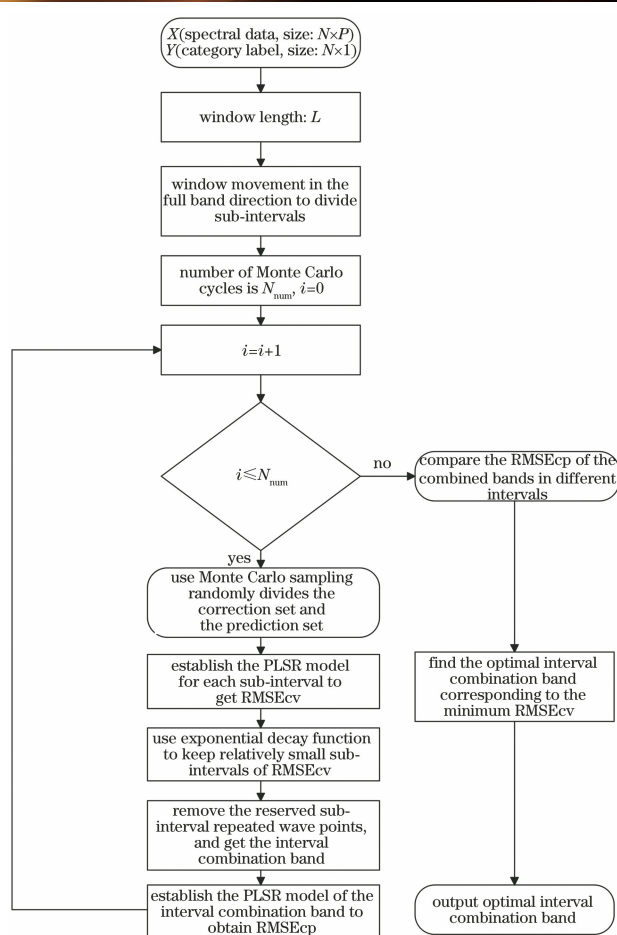 X(spectral data, size: N×P)
Y(category label, size: N×1)
window length: L
window movement in the
full band direction to divide
sub-intervals
number of Monte Carlo
cycles is Nnum, i=0
i=i+1
i≤Nnum
no
compare the RMSEcp of the
combined bands in different
intervals
yes
use Monte Carlo sampling
randomly divides the
correction set and
the prediction set
establish the PLSR model
for each sub-interval to
get RMSEcv
use exponential decay function
to keep relatively small sub-
intervals of RMSEcv
remove the reserved sub-
interval repeated wave points,
and get the interval
combination band
establish the PLSR model of the
interval combination band to
obtain RMSEcp
find the optimal interval
combination band
corresponding to the
minimum RMSEcv
output optimal interval
combination band